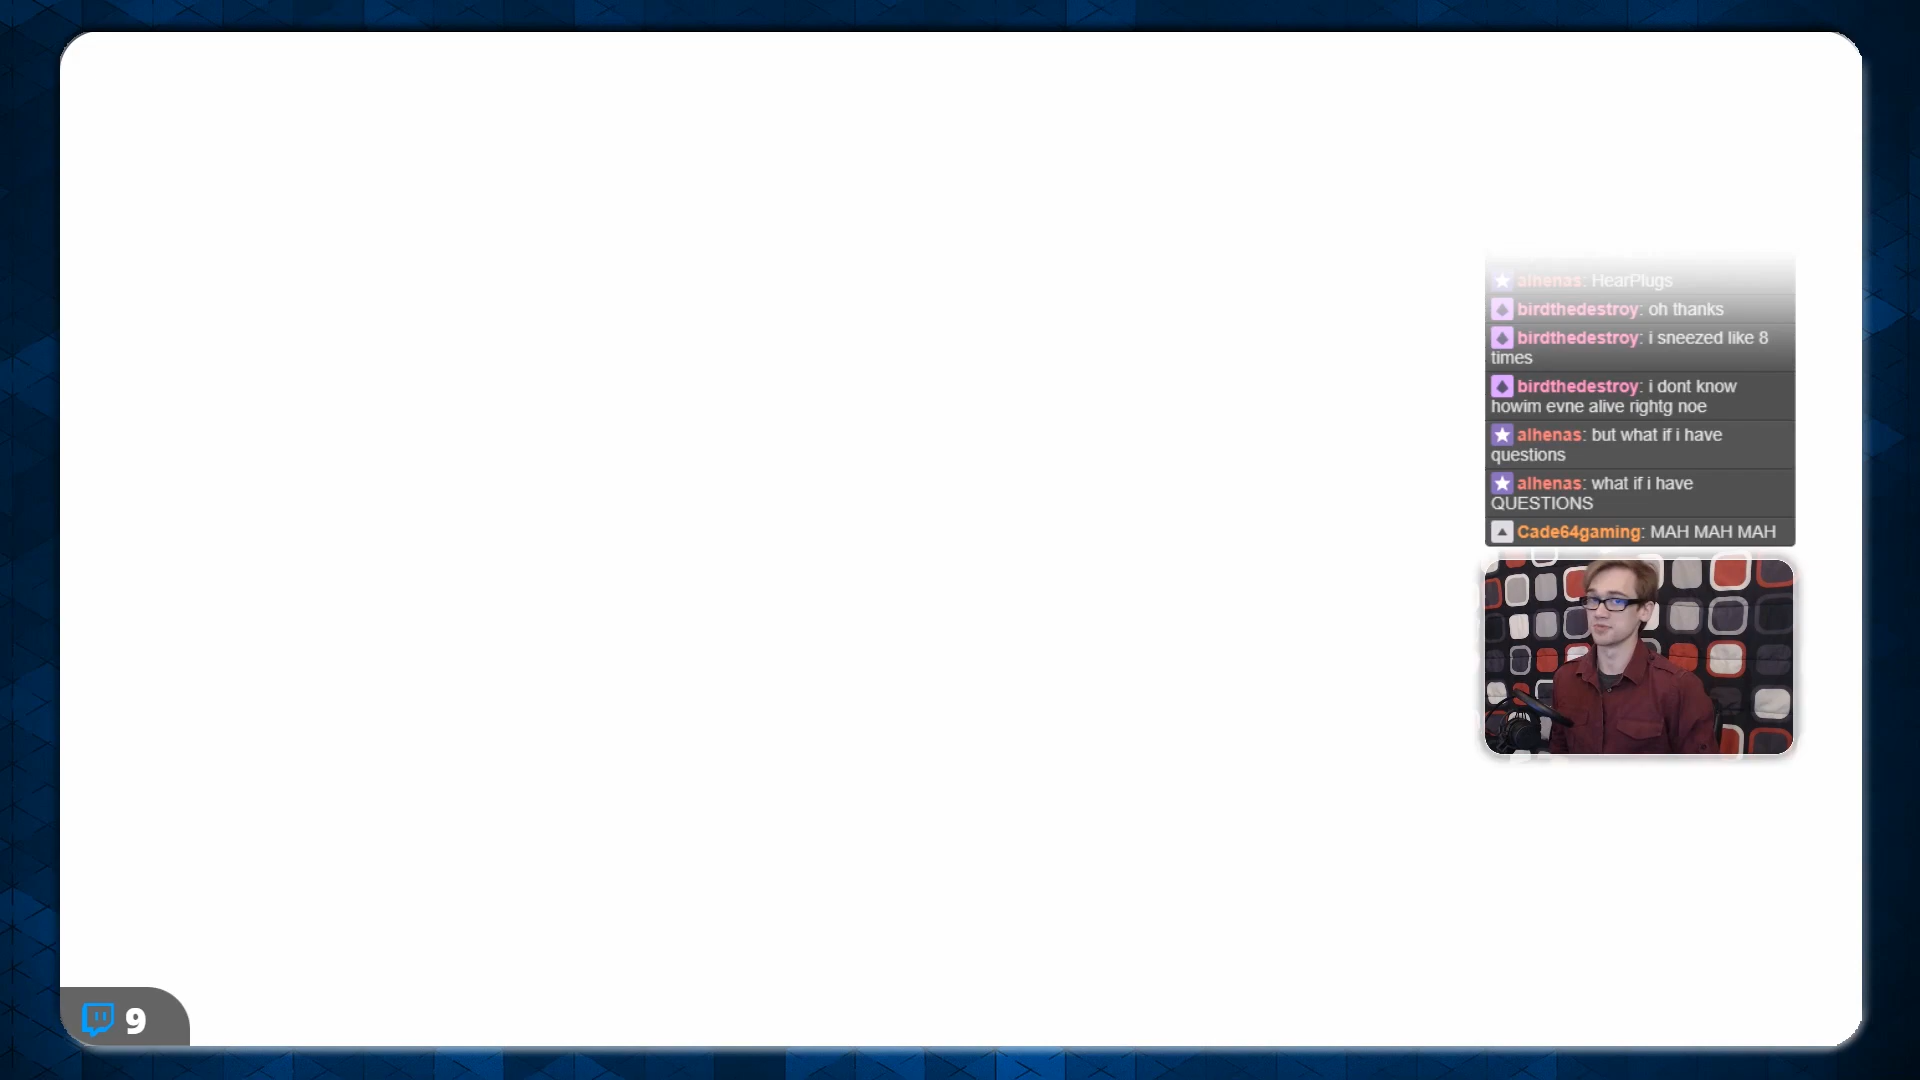 alhenas: HearPlugs
birdthedestroy: oh thanks
birdthedestroy: i sneezed like 8
times
birdthedestroy: i dont know
howim evne alive rightg noe
alhenas: but what if i have
questions
alhenas: what if i have
QUESTIONS
Cade64gaming: MAH MAH MAH
9